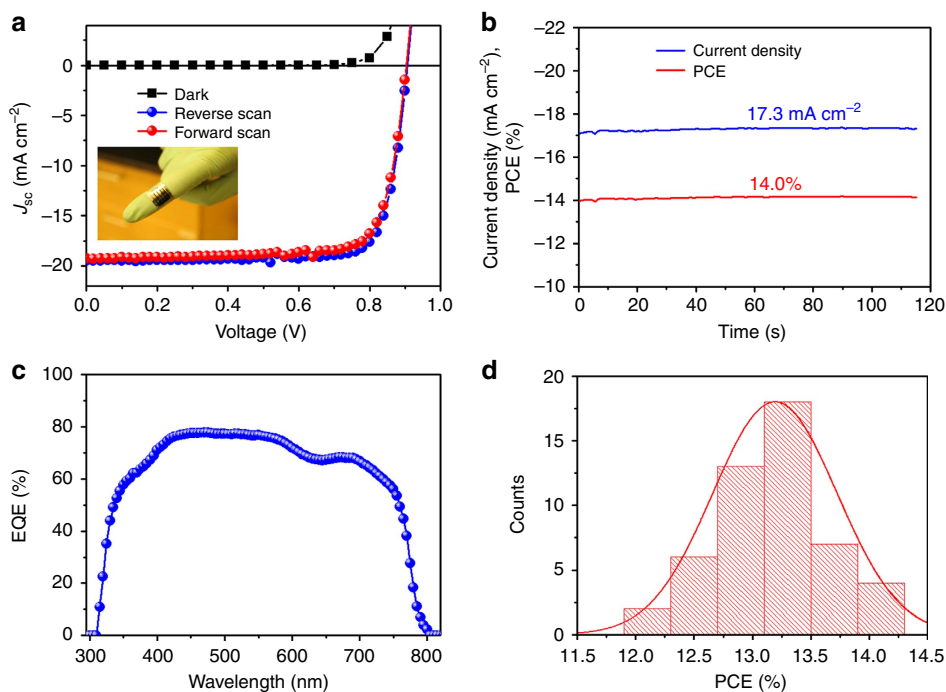 a
5
0
–5
–10
–15
–20
0.0 0.2 0.4 0.6 0.8 1.0
Jsc (mA cm−2)
Voltage (V)
Dark
Reverse scan
Forward scan
b
–22
–20
–18
–16
–14
–12
–10
0 20 40 60 80 100 120
Current density (mA cm−2),
PCE (%)
Time (s)
Current density
PCE
17.3 mA cm−2
14.0%
c
100
80
60
40
20
0
300 400 500 600 700 800
EQE (%)
Wavelength (nm)
d
20
15
10
5
0
11.5 12.0 12.5 13.0 13.5 14.0 14.5
Counts
PCE (%)